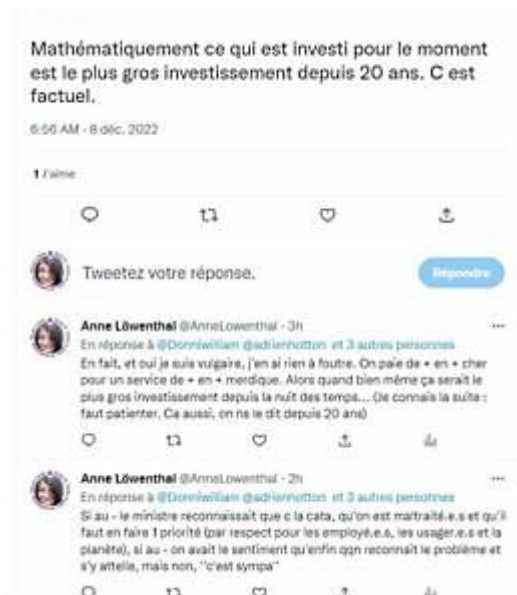 Mathématiquement ce qui est investi pour le moment
est le plus gros investissement depuis 20 ans. C est
factuel.
6:56 AM - 8 déc. 2022
1 J'aime
Tweetez votre réponse.
Répondre
Anne Löwenthal @AnneLowenthal - 3h
En réponse à @Donniwilliam @adrienhotton et 3 autres personnes
En fait, et oui je suis vulgaire, j'en ai rien à foutre. On paie de + en + cher
pour un service de + en + merdique. Alors quand bien même ça serait le
plus gros investissement depuis la nuit des temps... (Je connais la suite :
faut patienter. Ca aussi, on ns le dit depuis 20 ans)
Anne Löwenthal @AnneLowenthal - 2h
En réponse à @Donniwilliam @adrienhotton et 3 autres personnes
Si au - le ministre reconnaissait que c la cata, qu'on est maltraité.e.s et qu'il
faut en faire 1 priorité (par respect pour les employé.e.s, les usager.e.s et la
planète), si au - on avait le sentiment qu'enfin qqn reconnaît le problème et
s'y attelle, mais non, "c'est sympa"